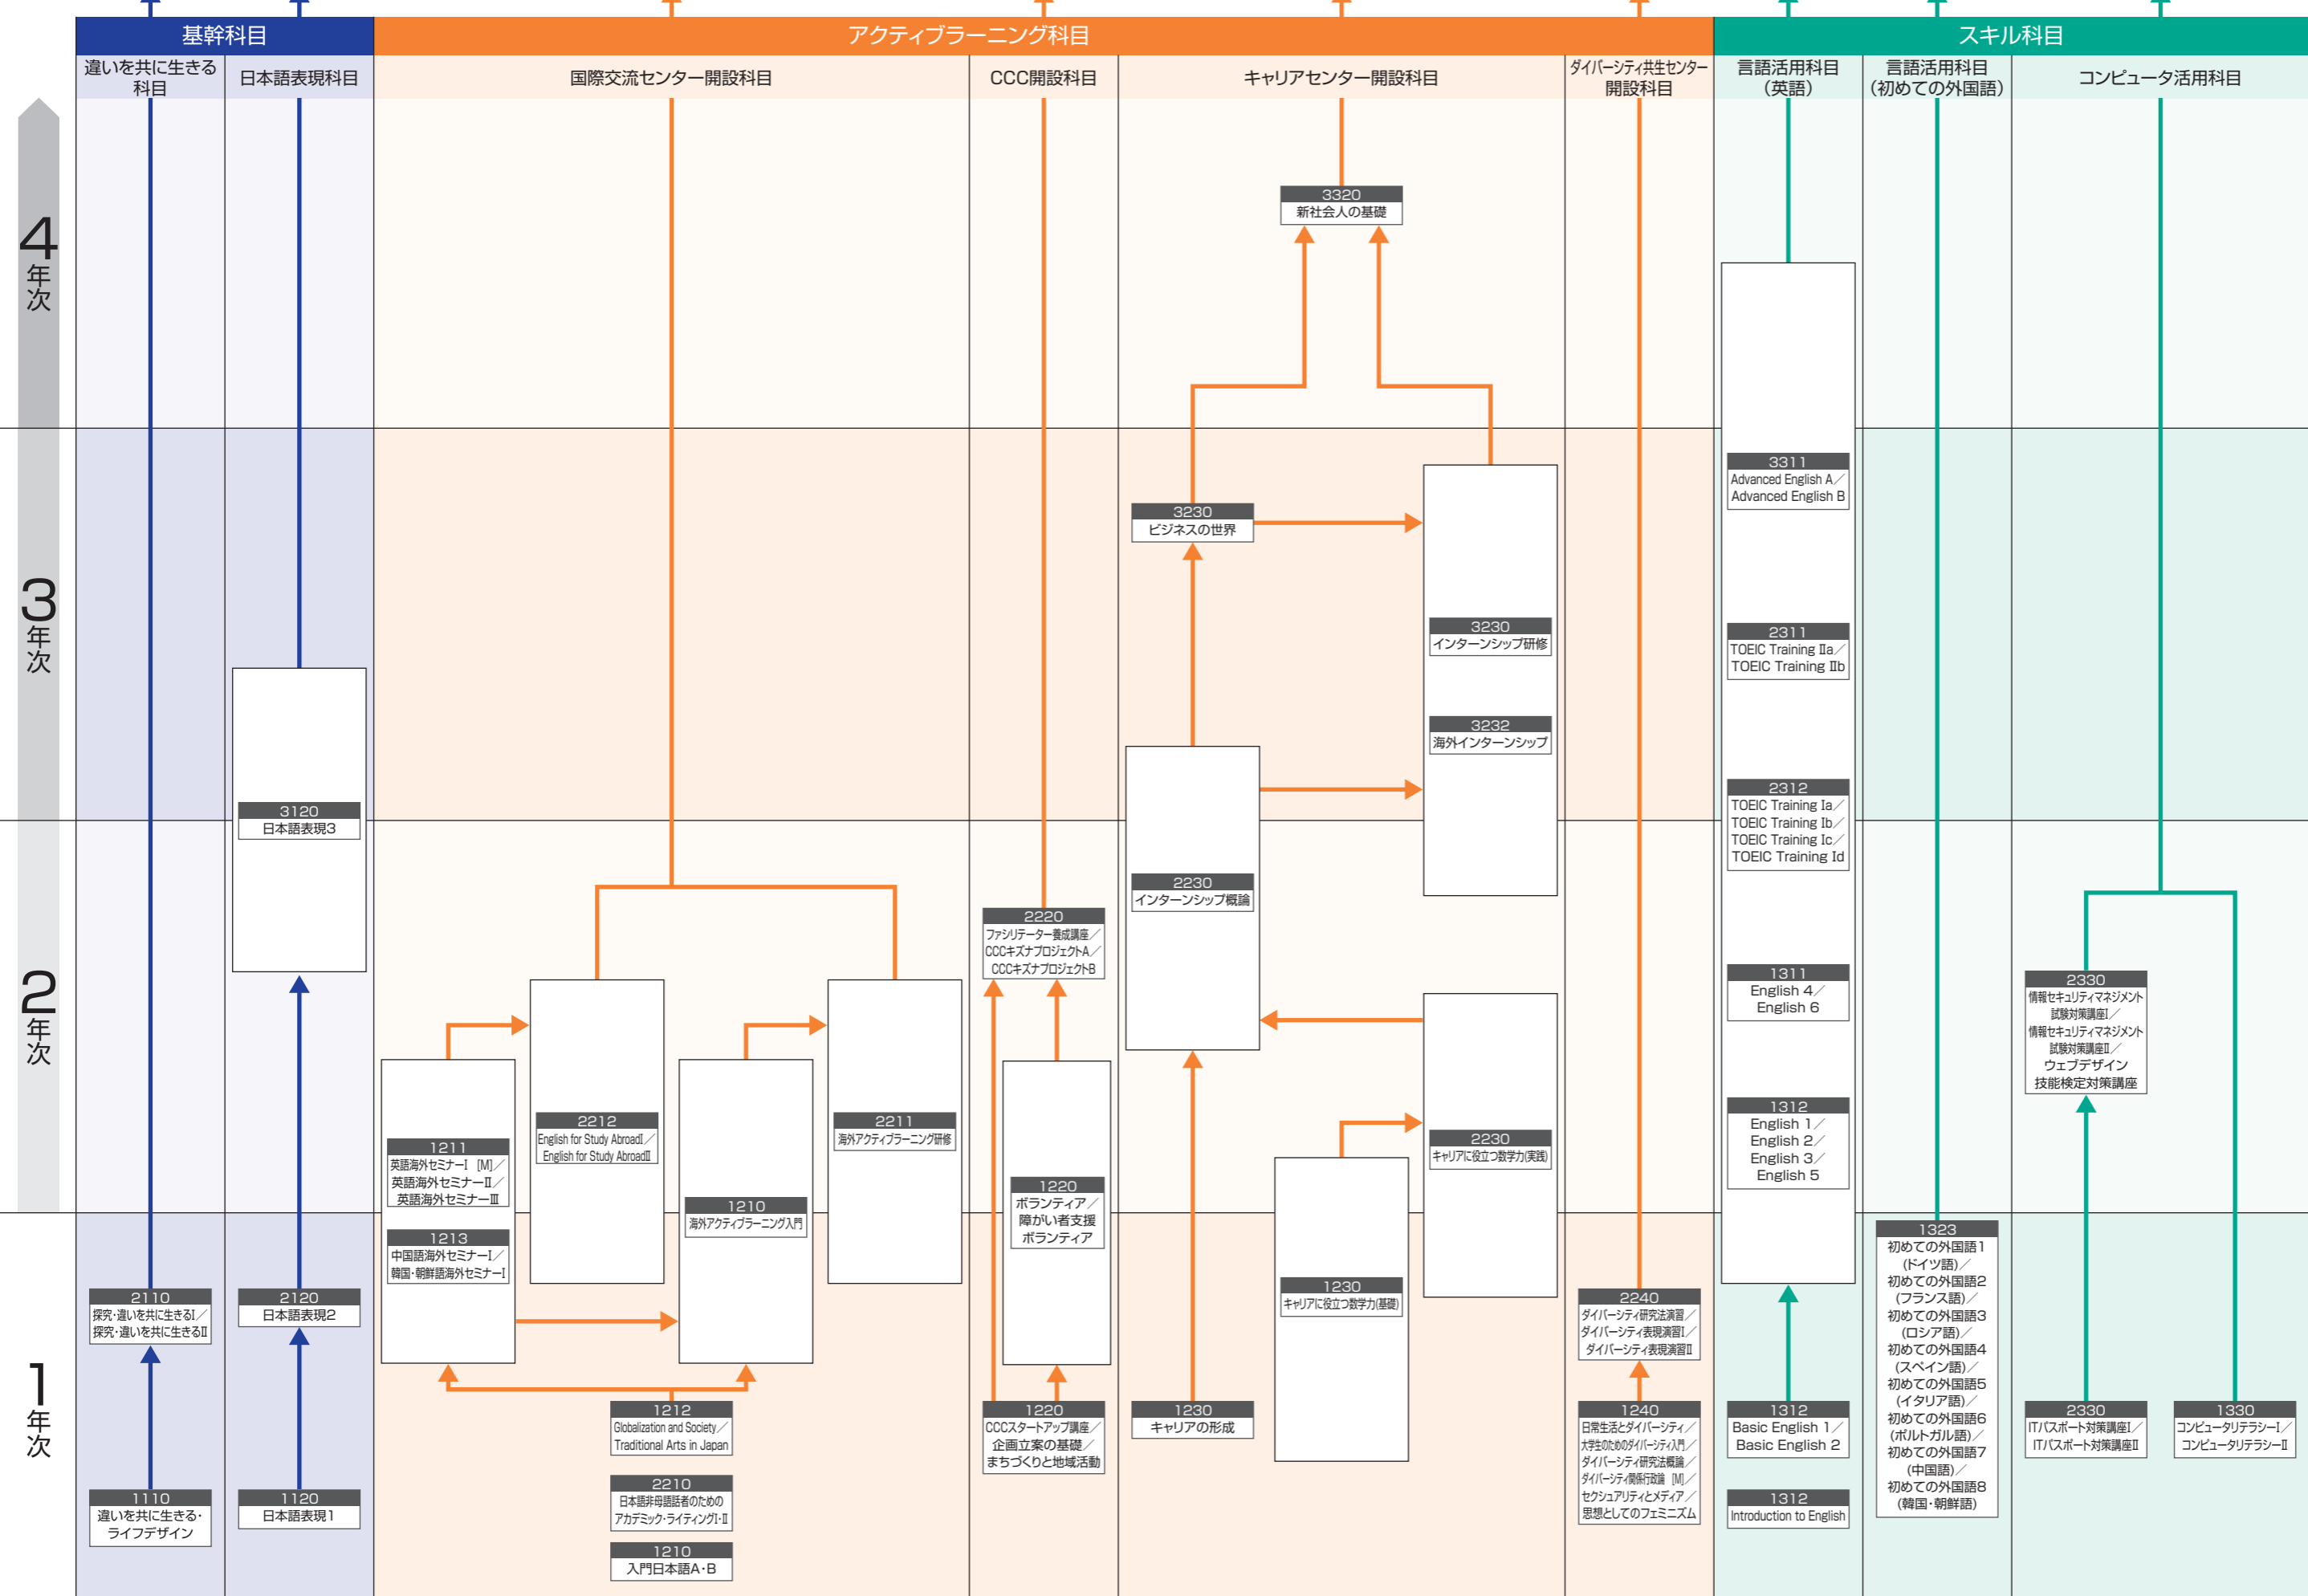 基幹科目
アクティブラーニング科目
スキル科目
違いを共に生きる
科目
日本語表現科目
国際交流センター開設科目
CCC開設科目
キャリアセンター開設科目
ダイバーシティ共生センター
開設科目
言語活用科目
(英語)
言語活用科目
(初めての外国語)
コンピュータ活用科目
4年次
3年次
2年次
1年次
2110
探究・違いを共に生きるⅠ／
探究・違いを共に生きるⅡ
1110
違いを共に生きる・
ライフデザイン
3120
日本語表現3
2120
日本語表現2
1120
日本語表現1
1211
英語海外セミナーⅠ [M]／
英語海外セミナーⅡ／
英語海外セミナーⅢ
1213
中国語海外セミナーⅠ／
韓国・朝鮮語海外セミナーⅠ
2212
English for Study AbroadⅠ／
English for Study AbroadⅡ
1210
海外アクティブラーニング入門
2211
海外アクティブラーニング研修
1212
Globalization and Society／
Traditional Arts in Japan
2210
日本語非母語話者のための
アカデミック・ライティングⅠ・Ⅱ
1210
入門日本語A・B
2220
ファシリテーター養成講座／
CCCキズナプロジェクトA／
CCCキズナプロジェクトB
1220
ボランティア／
障がい者支援
ボランティア
1220
CCCスタートアップ講座／
企画立案の基礎／
まちづくりと地域活動
3320
新社会人の基礎
3230
ビジネスの世界
3230
インターンシップ研修
3232
海外インターンシップ
2230
インターンシップ概論
2230
キャリアに役立つ数学力(実践)
1230
キャリアに役立つ数学力(基礎)
1230
キャリアの形成
2240
ダイバーシティ研究法演習／
ダイバーシティ表現演習Ⅰ／
ダイバーシティ表現演習Ⅱ
1240
日常生活とダイバーシティ／
大学生のためのダイバーシティ入門／
ダイバーシティ研究法概論／
ダイバーシティ関係行政論 [M]／
セクシュアリティとメディア／
思想としてのフェミニズム
3311
Advanced English A／
Advanced English B
2311
TOEIC Training Ⅱa／
TOEIC Training Ⅱb
2312
TOEIC Training Ⅰa／
TOEIC Training Ⅰb／
TOEIC Training Ⅰc／
TOEIC Training Ⅰd
1311
English 4／
English 6
1312
English 1／
English 2／
English 3／
English 5
1312
Basic English 1／
Basic English 2
1312
Introduction to English
1323
初めての外国語1
(ドイツ語)／
初めての外国語2
(フランス語)／
初めての外国語3
(ロシア語)／
初めての外国語4
(スペイン語)／
初めての外国語5
(イタリア語)／
初めての外国語6
(ポルトガル語)／
初めての外国語7
(中国語)／
初めての外国語8
(韓国・朝鮮語)
2330
情報セキュリティマネジメント
試験対策講座Ⅰ／
情報セキュリティマネジメント
試験対策講座Ⅱ／
ウェブデザイン
技能検定対策講座
2330
ITパスポート対策講座Ⅰ／
ITパスポート対策講座Ⅱ
1330
コンピュータリテラシーⅠ／
コンピュータリテラシーⅡ